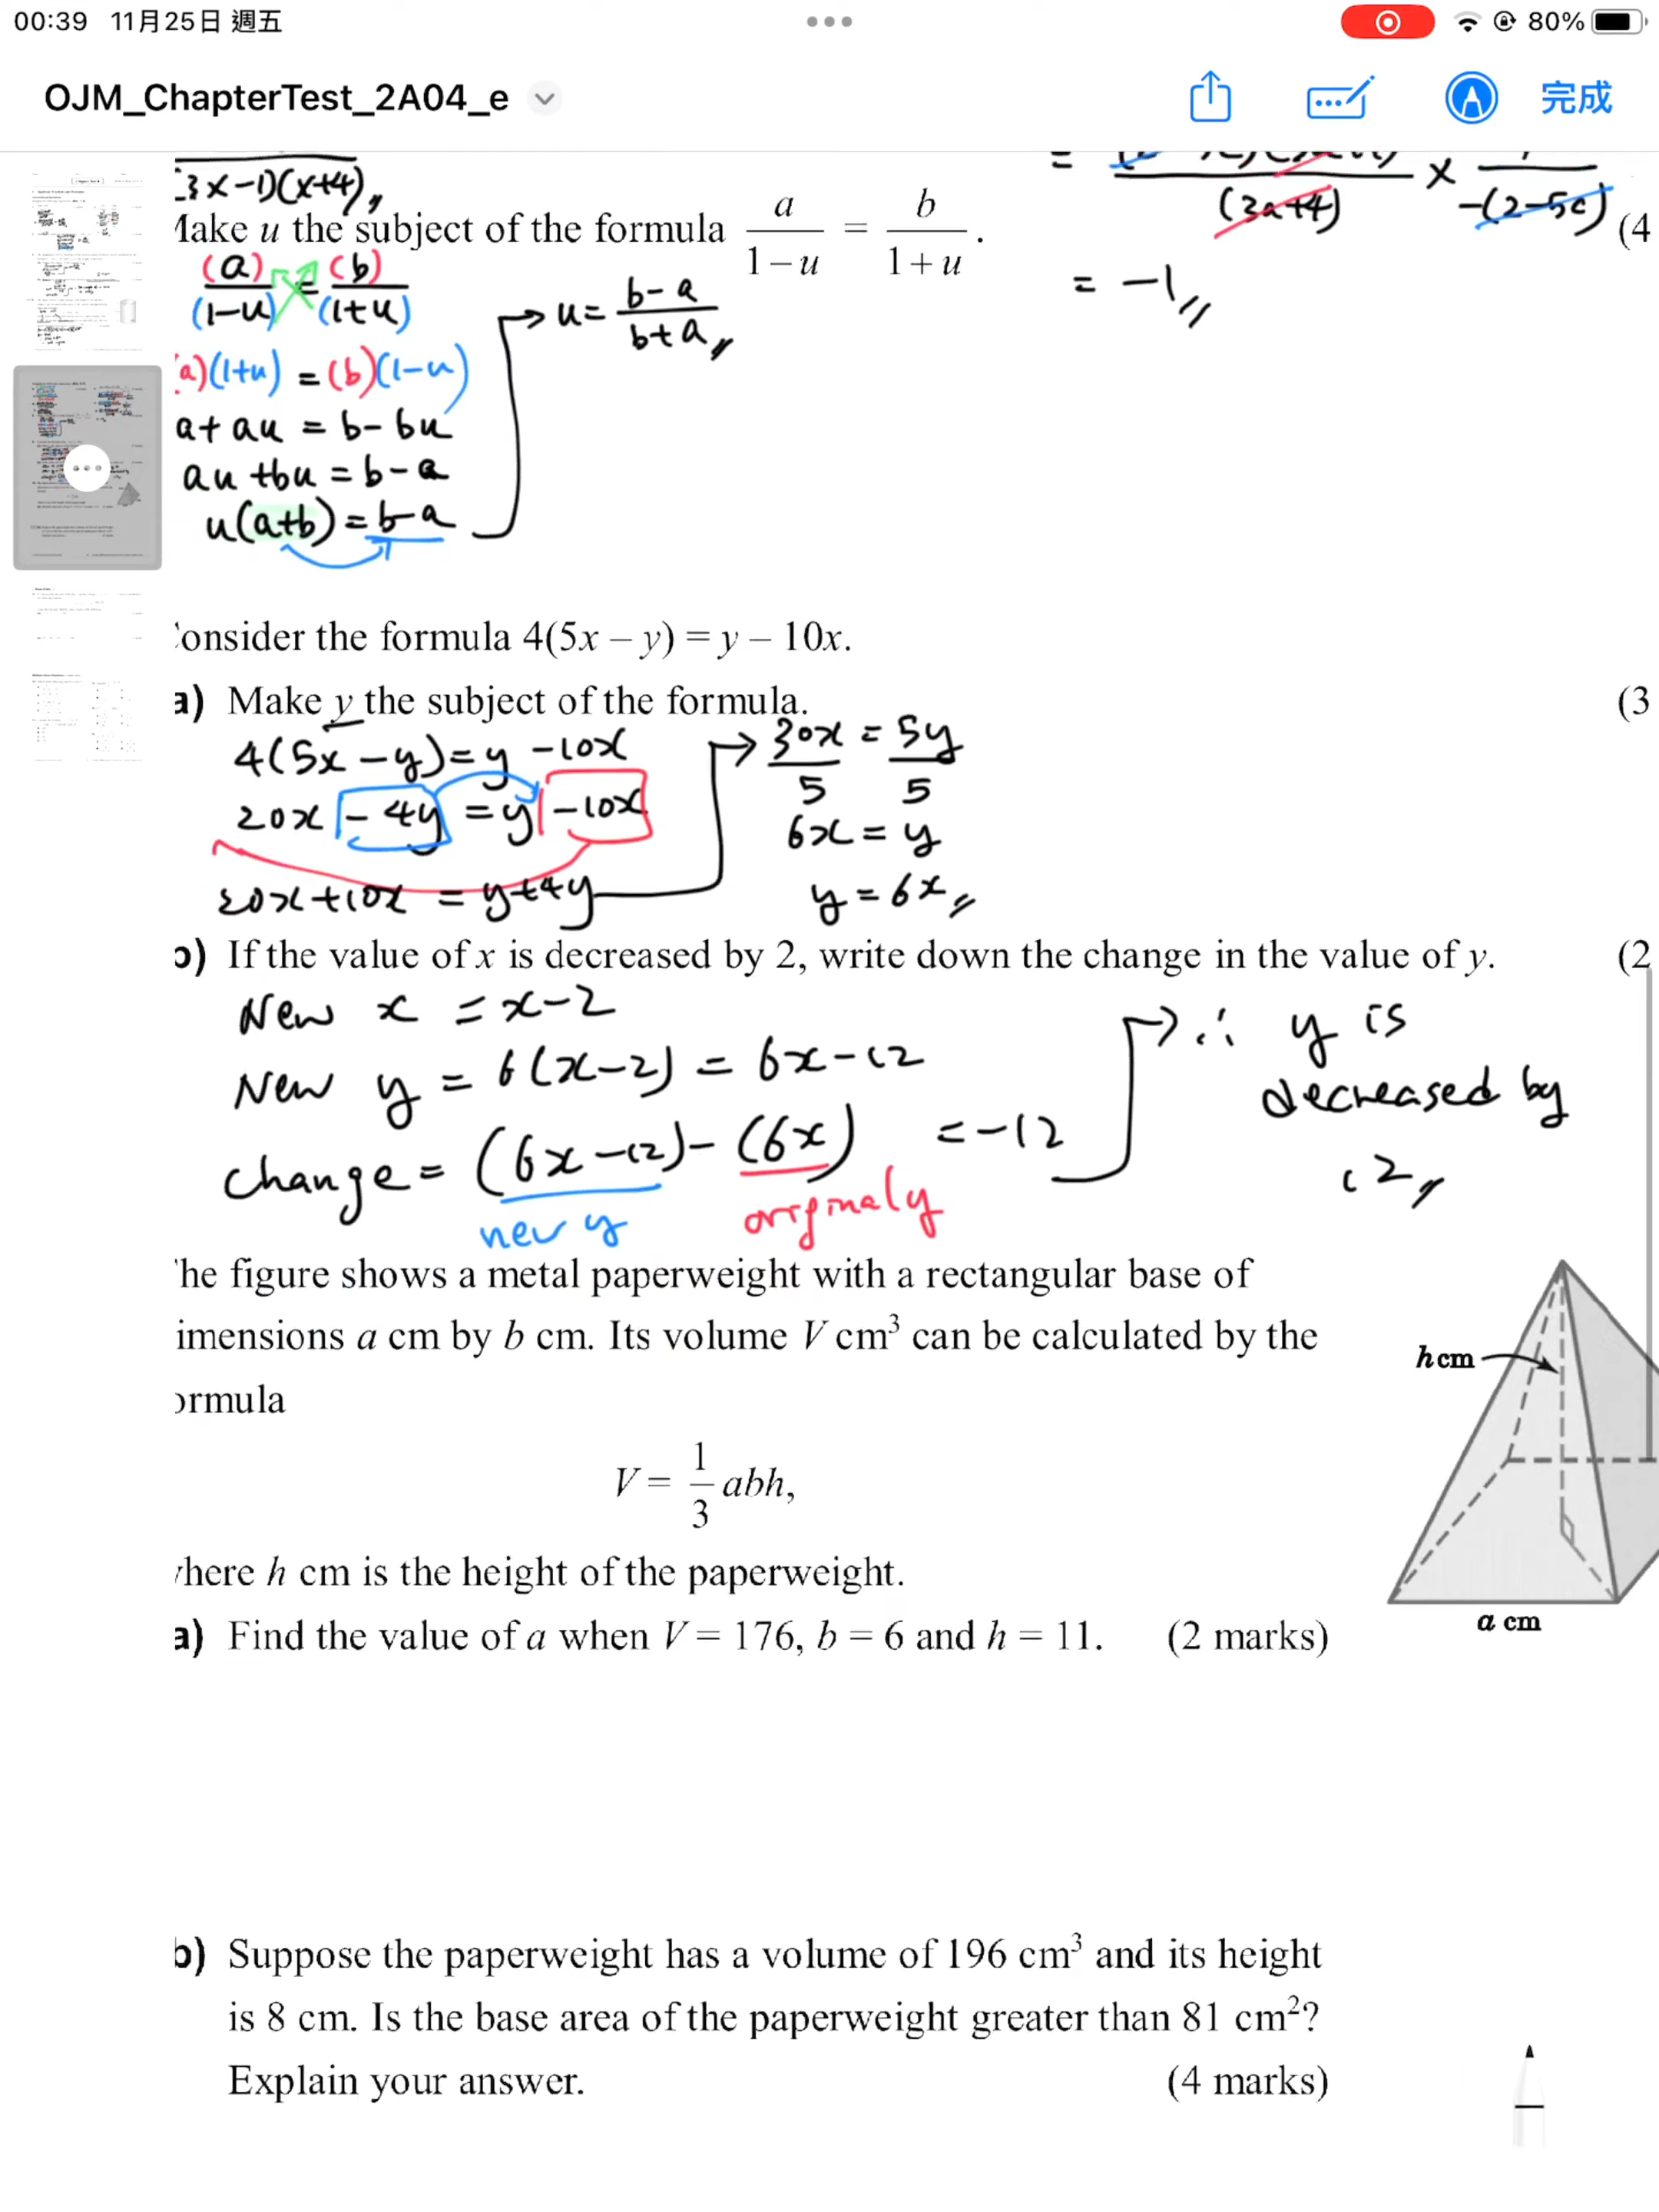 00:39 11月25日 週五
80%
OJM_ChapterTest_2A04_e
完成
(3x-1)(x+4)
Make u the subject of the formula a/(1-u) = b/(1+u).
(4
(3a+4) × -(2-5c)
= -1
(a)/(1-u) = (b)/(1+u)
(a)(1+u) = (b)(1-u)
a+au = b-bu
au+bu = b-a
u(a+b) = b-a
u = (b-a)/(b+a)
Consider the formula 4(5x – y) = y – 10x.
a) Make y the subject of the formula.
(3
4(5x-y) = y-10x
20x-4y = y-10x
20x+10x = y+4y
30x/5 = 5y/5
6x = y
y = 6x
b) If the value of x is decreased by 2, write down the change in the value of y.
(2
New x = x-2
New y = 6(x-2) = 6x-12
change = (6x-12)-(6x) = -12
new y
orginal y
∴ y is
decreased by
12
The figure shows a metal paperweight with a rectangular base of
dimensions a cm by b cm. Its volume V cm³ can be calculated by the
formula
V = 1/3 abh,
where h cm is the height of the paperweight.
h cm
a cm
a) Find the value of a when V = 176, b = 6 and h = 11. (2 marks)
b) Suppose the paperweight has a volume of 196 cm³ and its height
is 8 cm. Is the base area of the paperweight greater than 81 cm²?
Explain your answer. (4 marks)